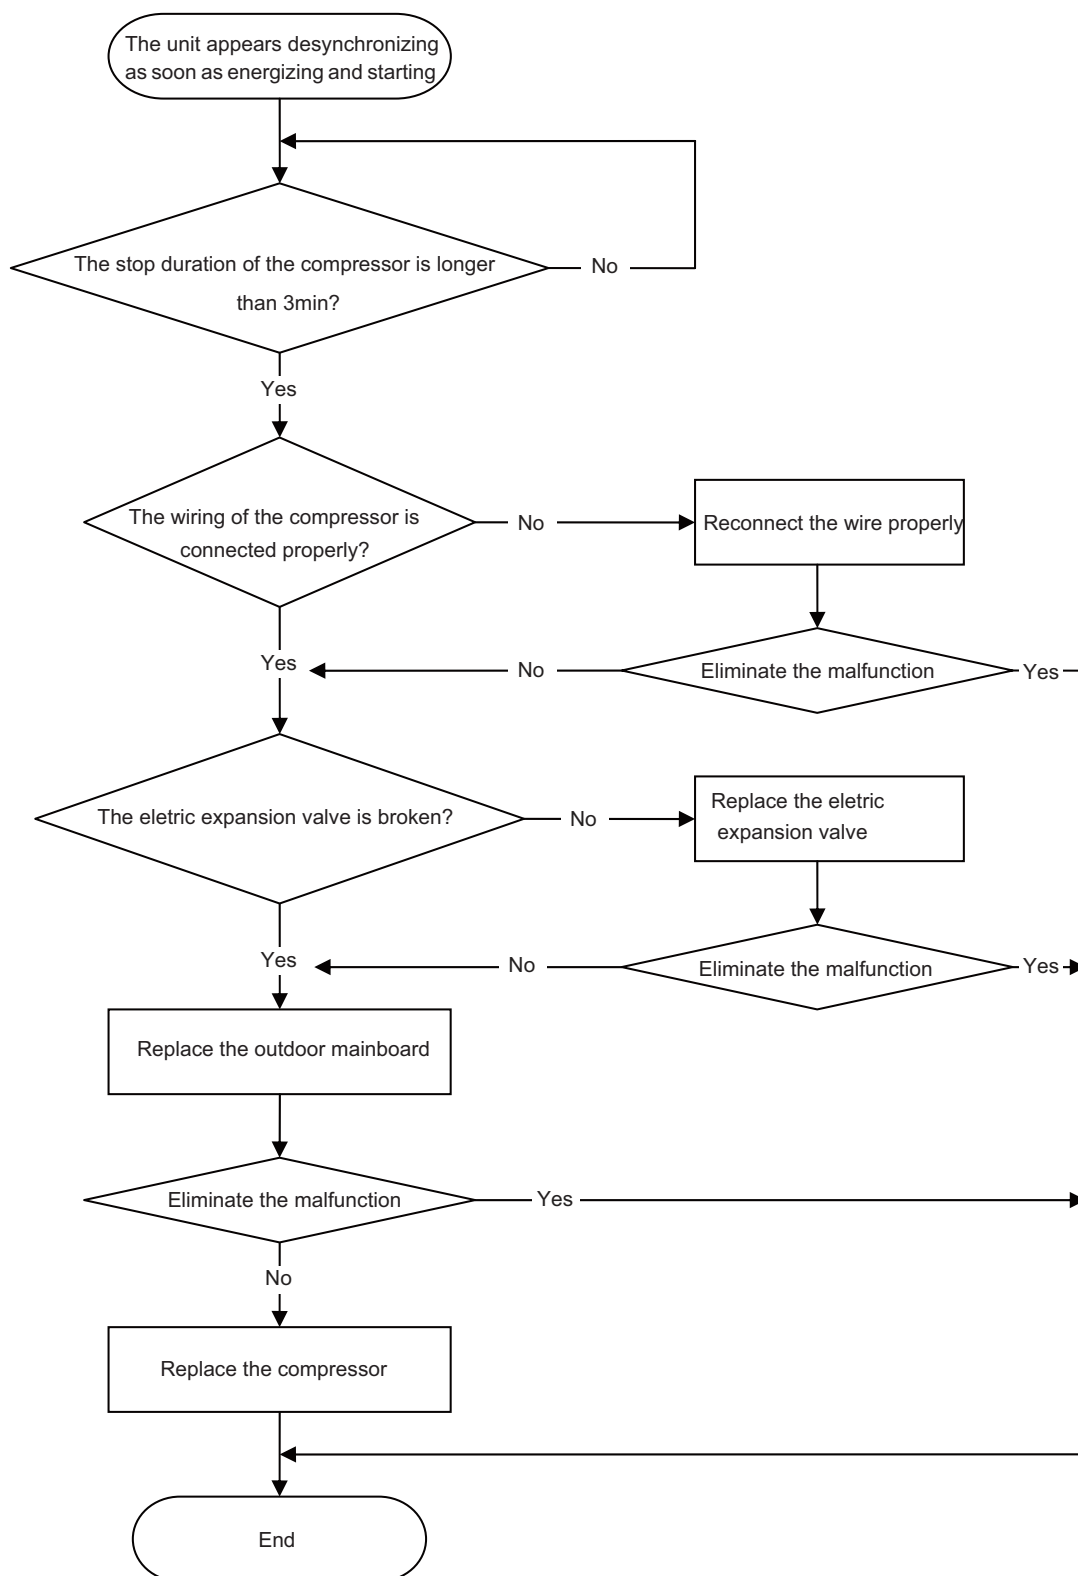 The unit appears desynchronizing
as soon as energizing and starting
The stop duration of the compressor is longer
than 3min?
No
Yes
The wiring of the compressor is
connected properly?
No
Reconnect the wire properly
Yes
No
Eliminate the malfunction
Yes
The eletric expansion valve is broken?
No
Replace the eletric
expansion valve
Yes
No
Eliminate the malfunction
Yes
Replace the outdoor mainboard
Eliminate the malfunction
Yes
No
Replace the compressor
End